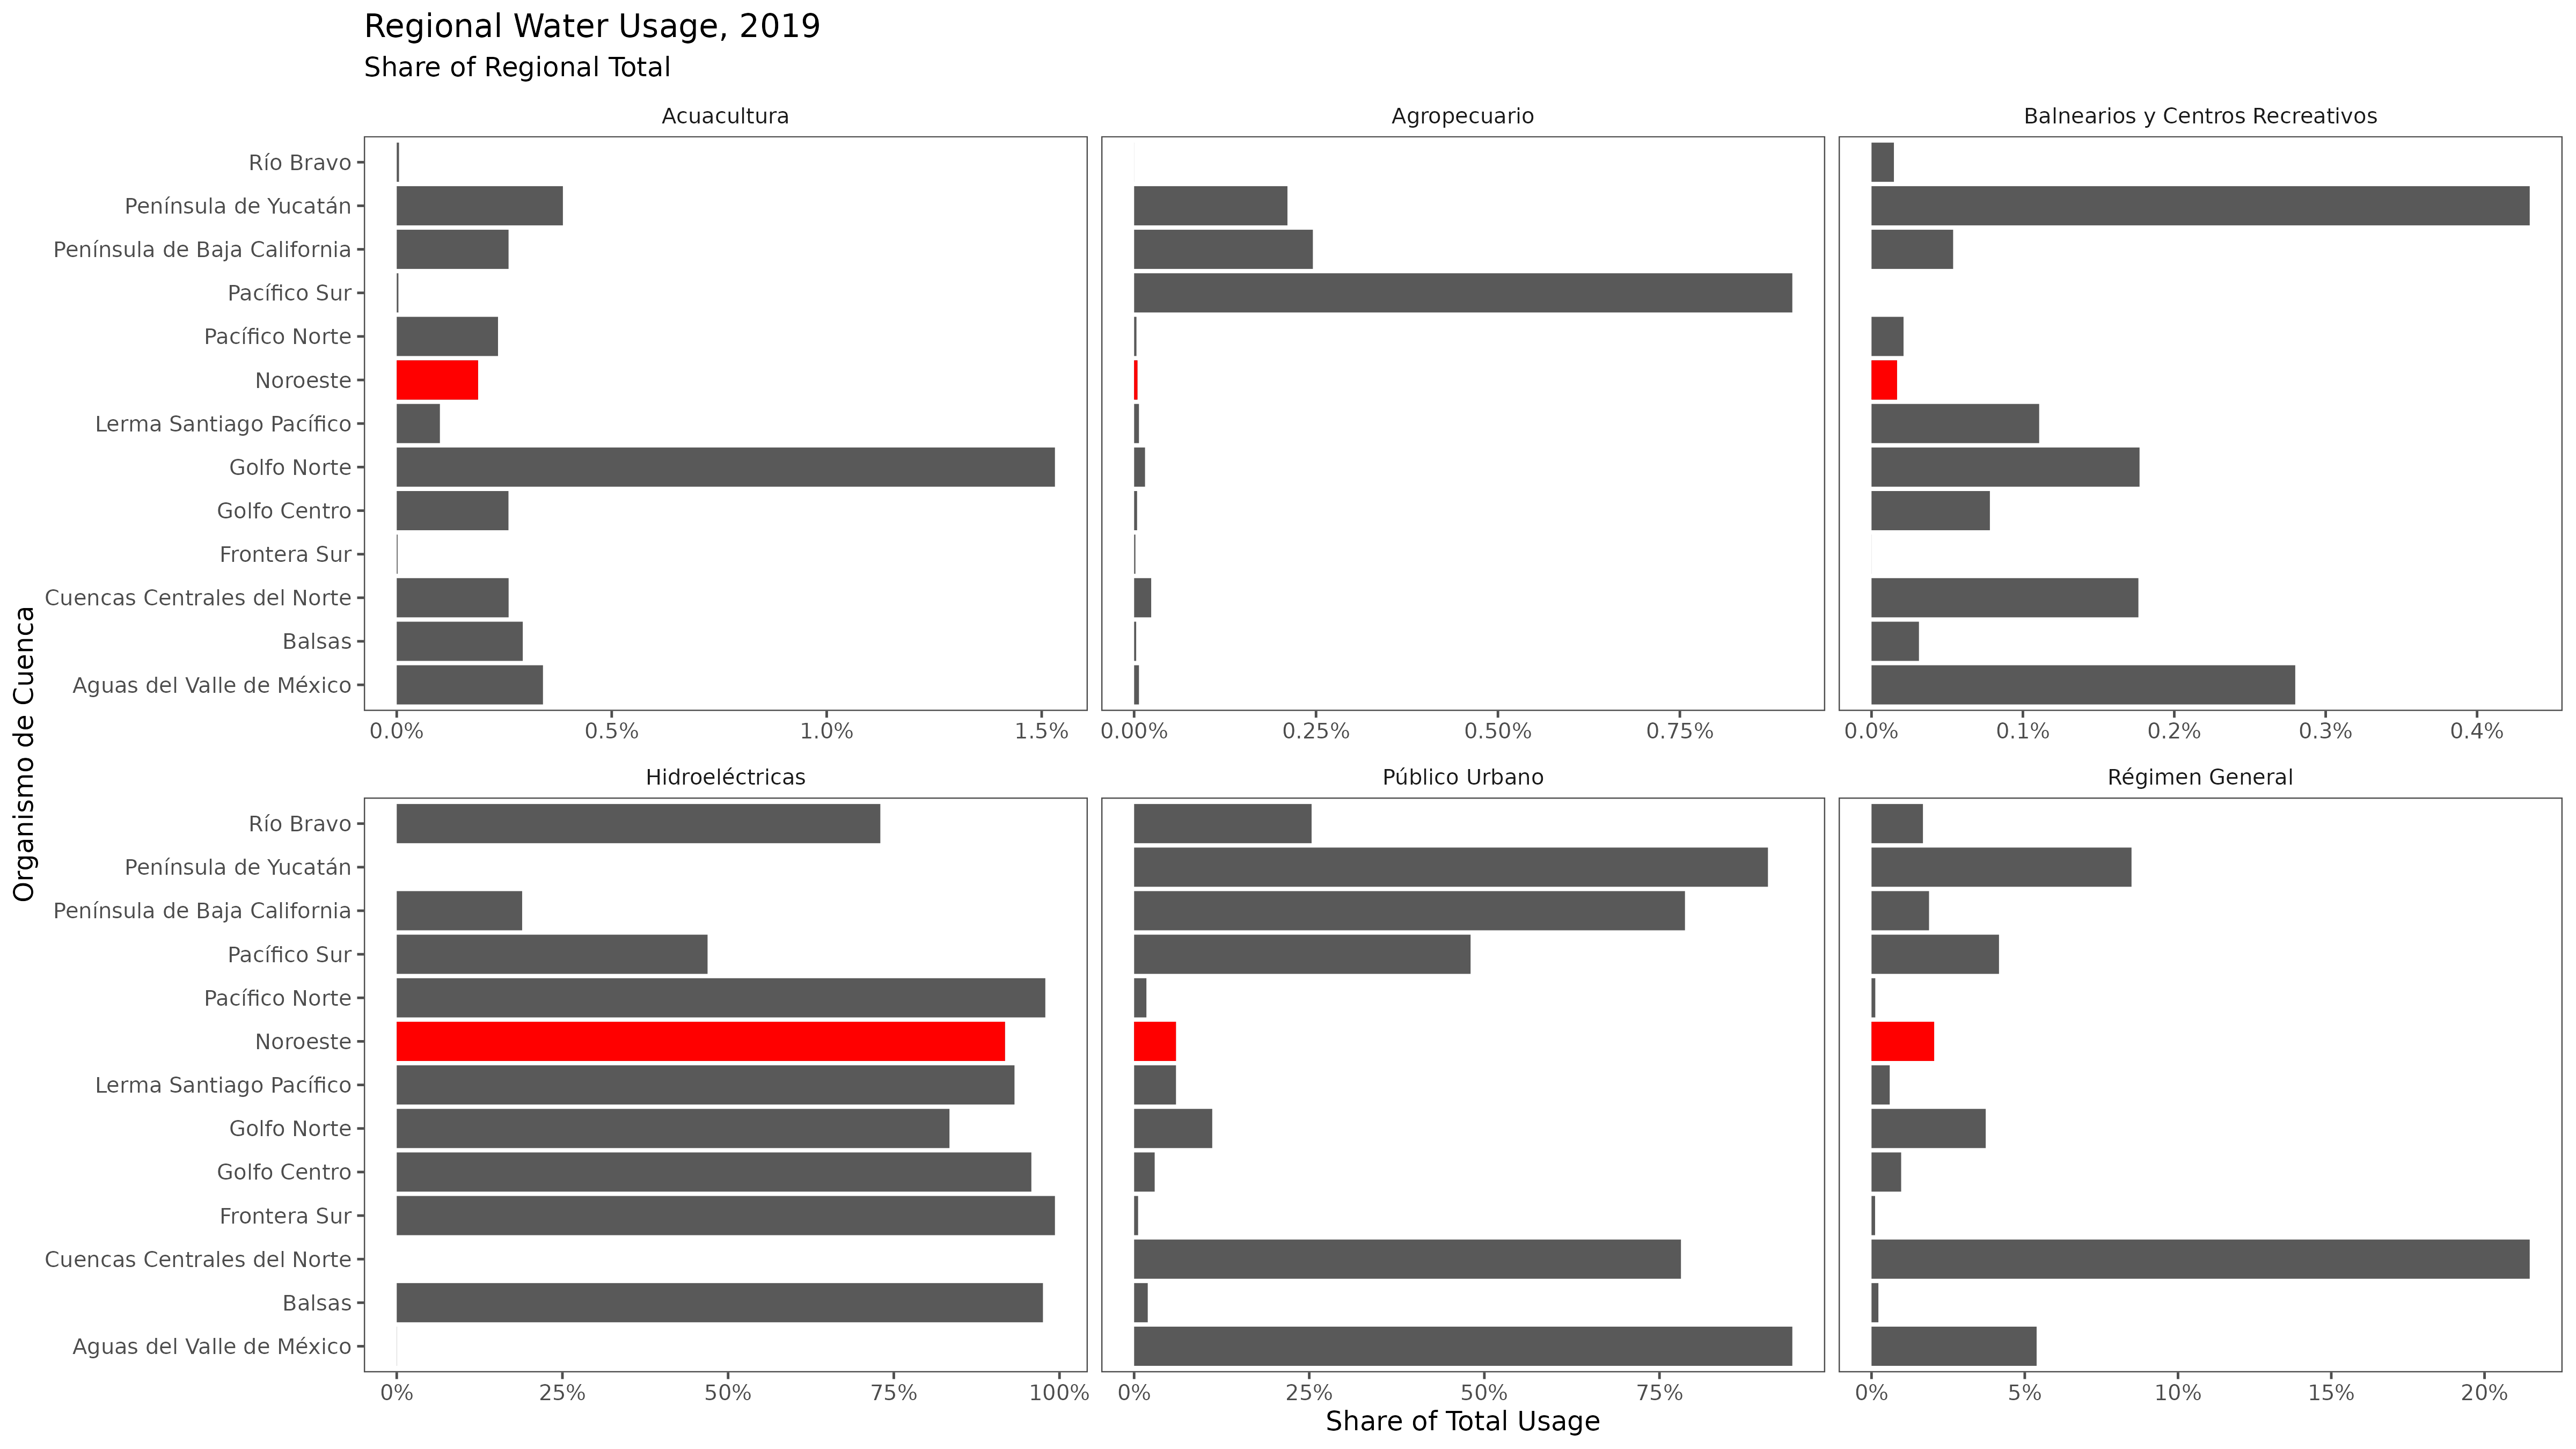 Regional Water Usage, 2019
Share of Regional Total
Acuacultura
Agropecuario
Balnearios y Centros Recreativos
Río Bravo
Península de Yucatán
Península de Baja California
Pacífico Sur
Pacífico Norte
Noroeste
Lerma Santiago Pacífico
Golfo Norte
Golfo Centro
Frontera Sur
Cuencas Centrales del Norte
Balsas
Aguas del Valle de México
0.0% 0.5% 1.0% 1.5%
0.00% 0.25% 0.50% 0.75%
0.0% 0.1% 0.2% 0.3% 0.4%
Organismo de Cuenca
Hidroeléctricas
Público Urbano
Régimen General
Río Bravo
Península de Yucatán
Península de Baja California
Pacífico Sur
Pacífico Norte
Noroeste
Lerma Santiago Pacífico
Golfo Norte
Golfo Centro
Frontera Sur
Cuencas Centrales del Norte
Balsas
Aguas del Valle de México
0% 25% 50% 75% 100%
0% 25% 50% 75%
0% 5% 10% 15% 20%
Share of Total Usage